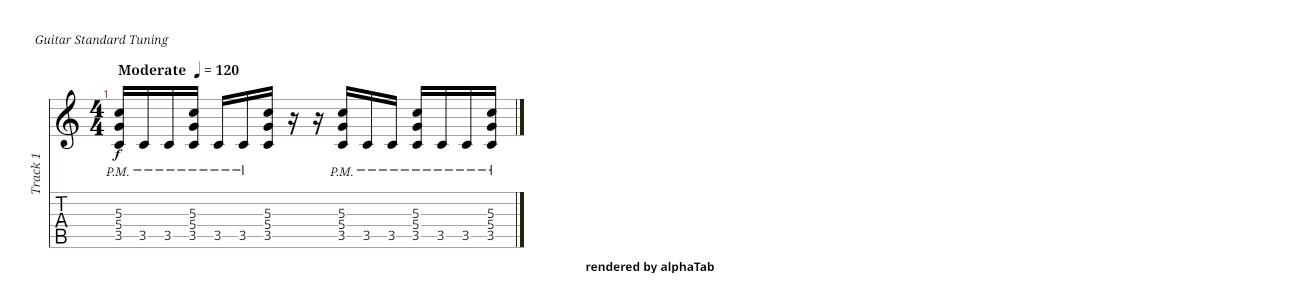 Guitar Standard Tuning
Moderate ♩ = 120
1
4
4
f
P.M. P.M.
Track 1
T
A
B
5 5 5 5 5 5
5 5 5 5 5 5
3 3 3 3 3 3 3 3 3 3 3 3 3 3
rendered by alphaTab